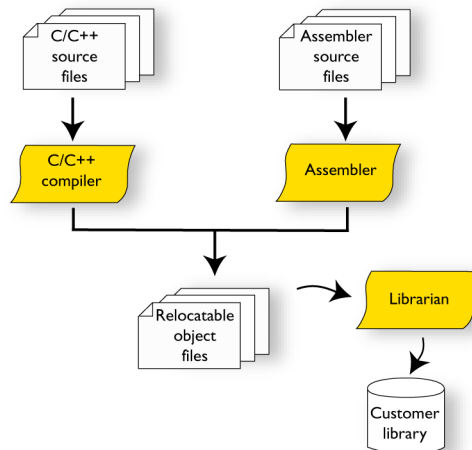 C/C++
source
files
Assembler
source
files
C/C++
compiler
Assembler
Relocatable
object
files
Librarian
Customer
library